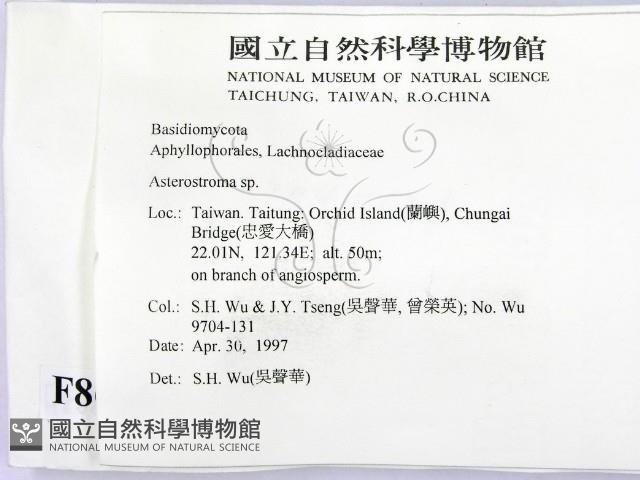 國立自然科學博物館
NATIONAL MUSEUM OF NATURAL SCIENCE
TAICHUNG, TAIWAN, R.O.CHINA
Basidiomycota
Aphyllophorales, Lachnocladiaceae
Asterostroma sp.
Loc.: Taiwan. Taitung: Orchid Island(蘭嶼), Chungai
Bridge(忠愛大橋)
22.01N, 121.34E; alt. 50m;
on branch of angiosperm.
Col.: S.H. Wu & J.Y. Tseng(吳聲華, 曾榮英); No. Wu
9704-131
Date: Apr. 30, 1997
Det.: S.H. Wu(吳聲華)
F8
國立自然科學博物館
NATIONAL MUSEUM OF NATURAL SCIENCE